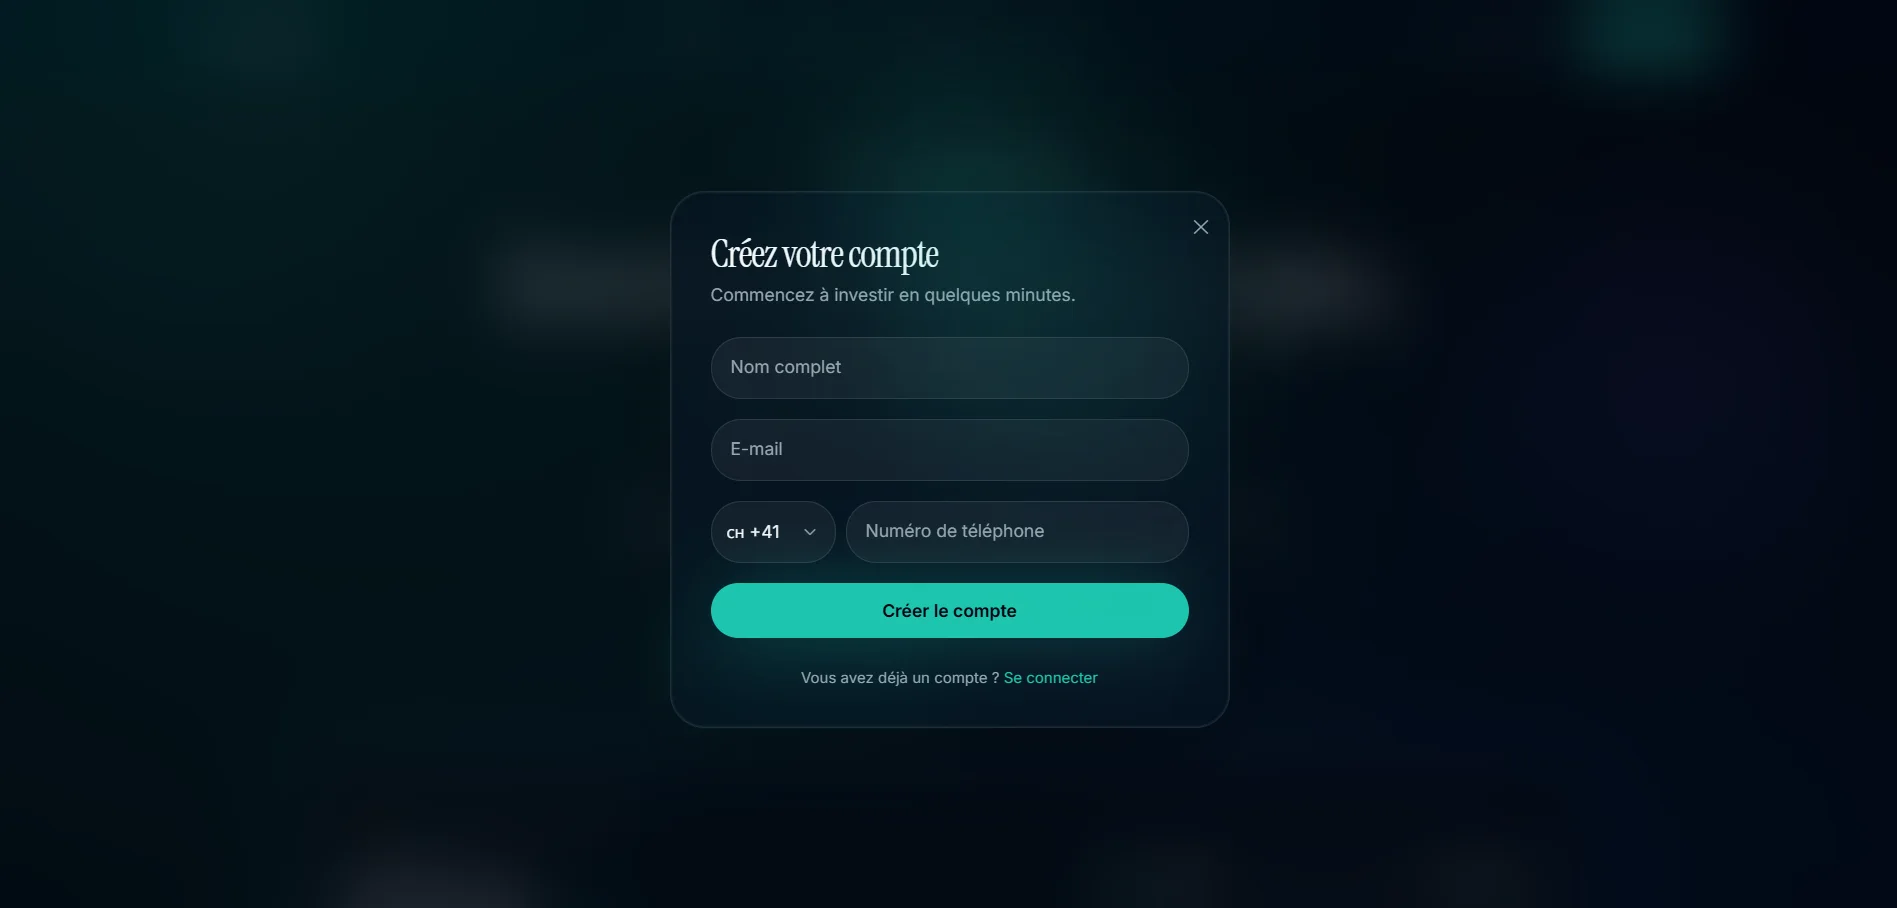 Créez votre compte
Commencez à investir en quelques minutes.
Nom complet
E-mail
CH +41
Numéro de téléphone
Créer le compte
Vous avez déjà un compte ? Se connecter